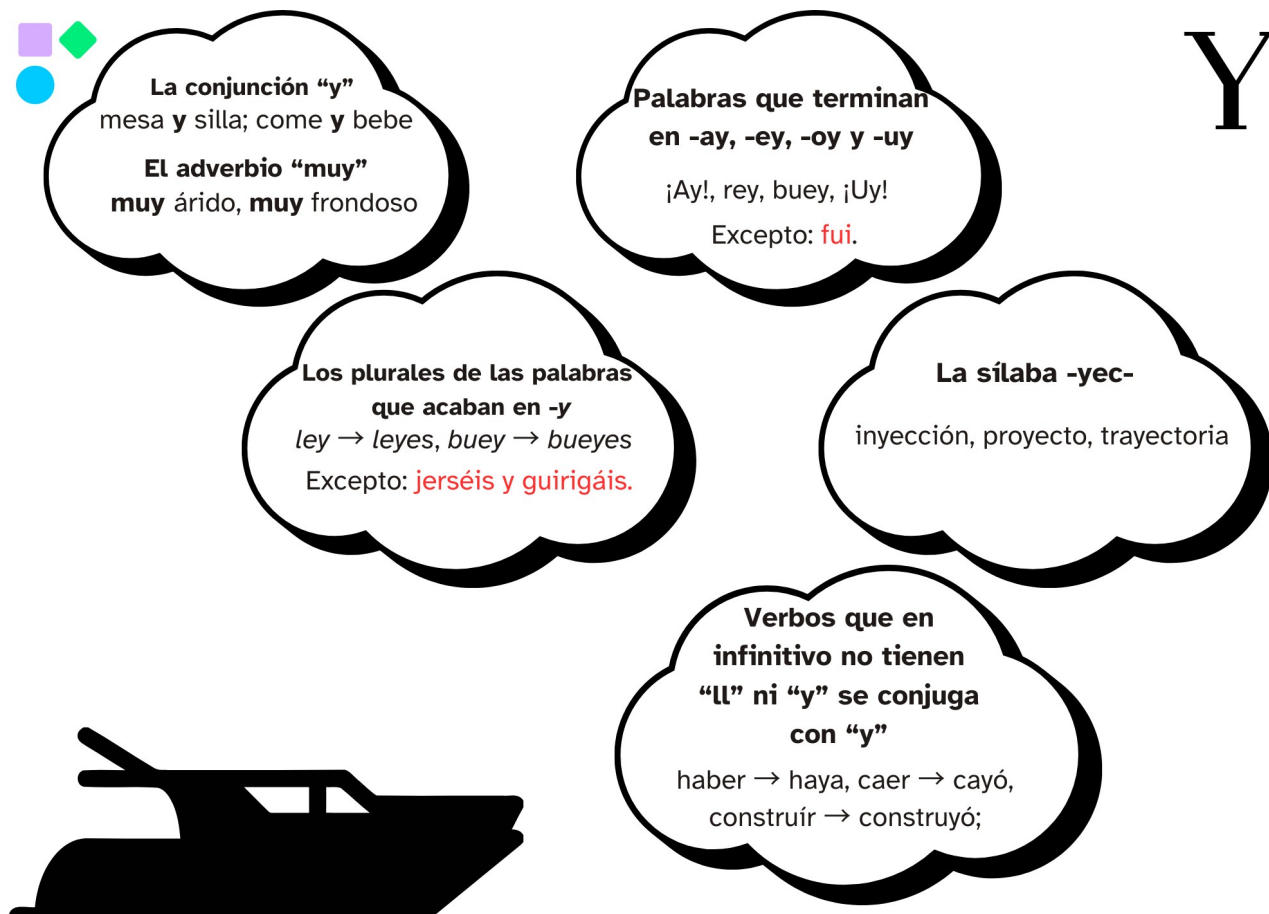 Y
La conjunción “y”
mesa y silla; come y bebe
El adverbio “muy”
muy árido, muy frondoso
Palabras que terminan
en -ay, -ey, -oy y -uy
¡Ay!, rey, buey, ¡Uy!
Excepto: fui.
Los plurales de las palabras
que acaban en -y
ley → leyes, buey → bueyes
Excepto: jerséis y guirigáis.
La sílaba -yec-
inyección, proyecto, trayectoria
Verbos que en
infinitivo no tienen
“ll” ni “y” se conjuga
con “y”
haber → haya, caer → cayó,
construír → construyó;